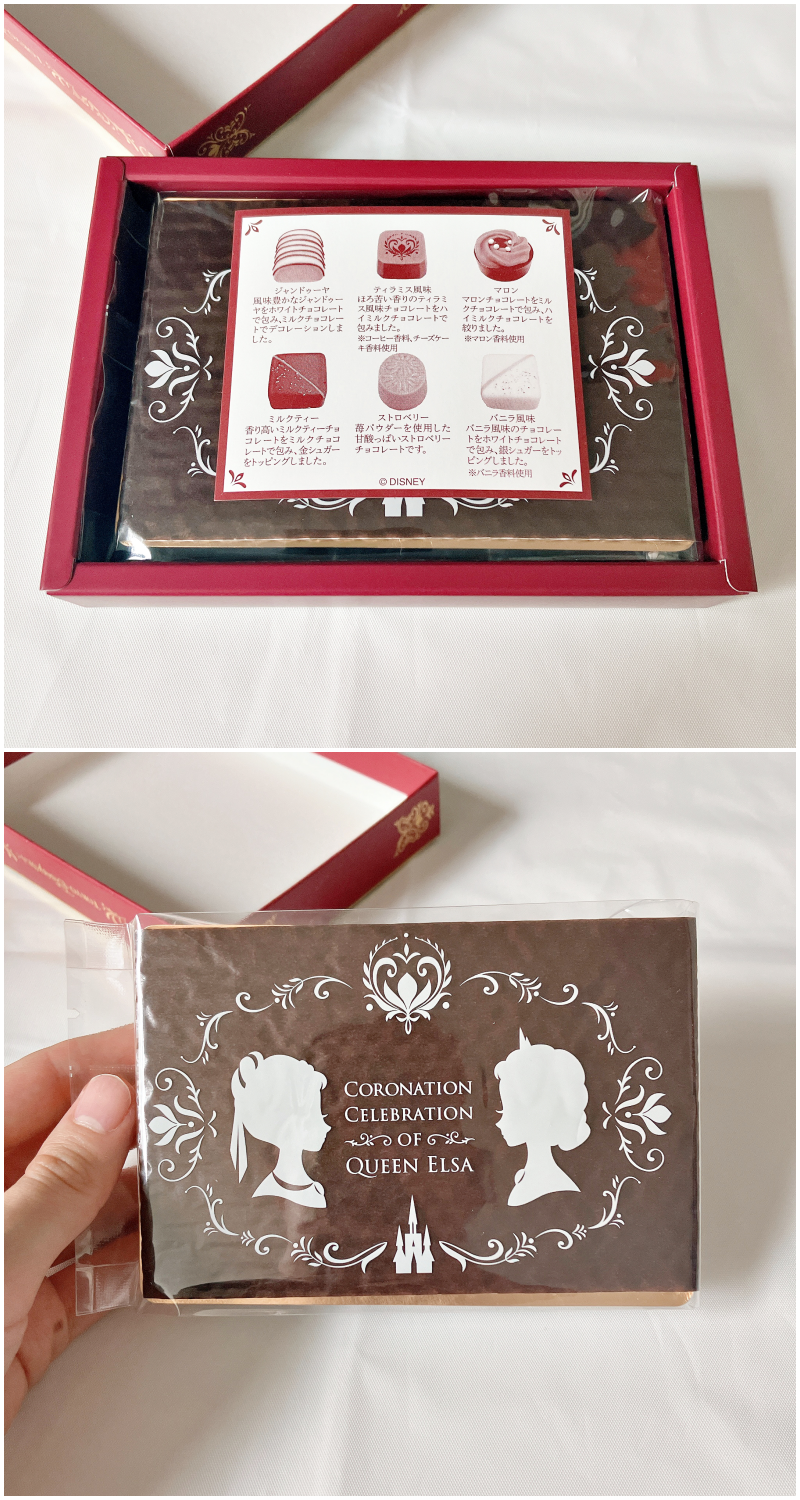 ジャンドゥーヤ
風味豊かなジャンドゥー
ヤをホワイトチョコレート
で包み、ミルクチョコレー
トでデコレーションしま
した。
ティラミス風味
ほろ苦い香りのティラミ
ス風味チョコレートをハ
イミルクチョコレートで
包みました。
※コーヒー香料、チーズケー
キ香料使用
マロン
マロンチョコレートをミル
クチョコレートで包み、ハ
イミルクチョコレートを
絞りました。
※マロン香料使用
ミルクティー
香り高いミルクティーチョ
コレートをミルクチョコ
レートで包み、金シュガー
をトッピングしました。
ストロベリー
苺パウダーを使用した
甘酸っぱいストロベリー
チョコレートです。
バニラ風味
バニラ風味のチョコレー
トをホワイトチョコレート
で包み、銀シュガーをトッ
ピングしました。
※バニラ香料使用
© DISNEY
CORONATION
CELEBRATION
OF
QUEEN ELSA